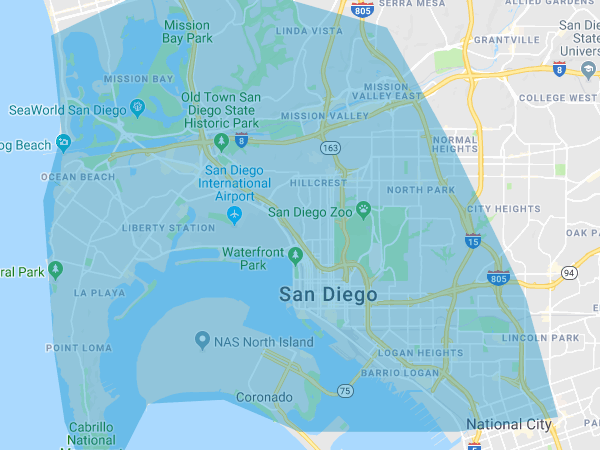 SERRA MESA
ALLIED GARDENS
805
Mission
Bay Park
LINDA VISTA
GRANTVILLE
San Di
State
Univers
8
COLLEGE WEST
MISSION BAY
MISSION
VALLEY EAST
SeaWorld San Diego
Old Town San
Diego State
Historic Park
MISSION VALLEY
8
163
og Beach
NORMAL
HEIGHTS
OCEAN BEACH
San Diego
International
Airport
HILLCREST
NORTH PARK
San Diego Zoo
CITY HEIGHTS
LIBERTY STATION
OAK P
15
Waterfront
Park
ral Park
805
94
LA PLAYA
San Diego
LINCOLN PARK
POINT LOMA
NAS North Island
LOGAN HEIGHTS
BARRIO LOGAN
75
Coronado
National City
PA
Cabrillo
National
5